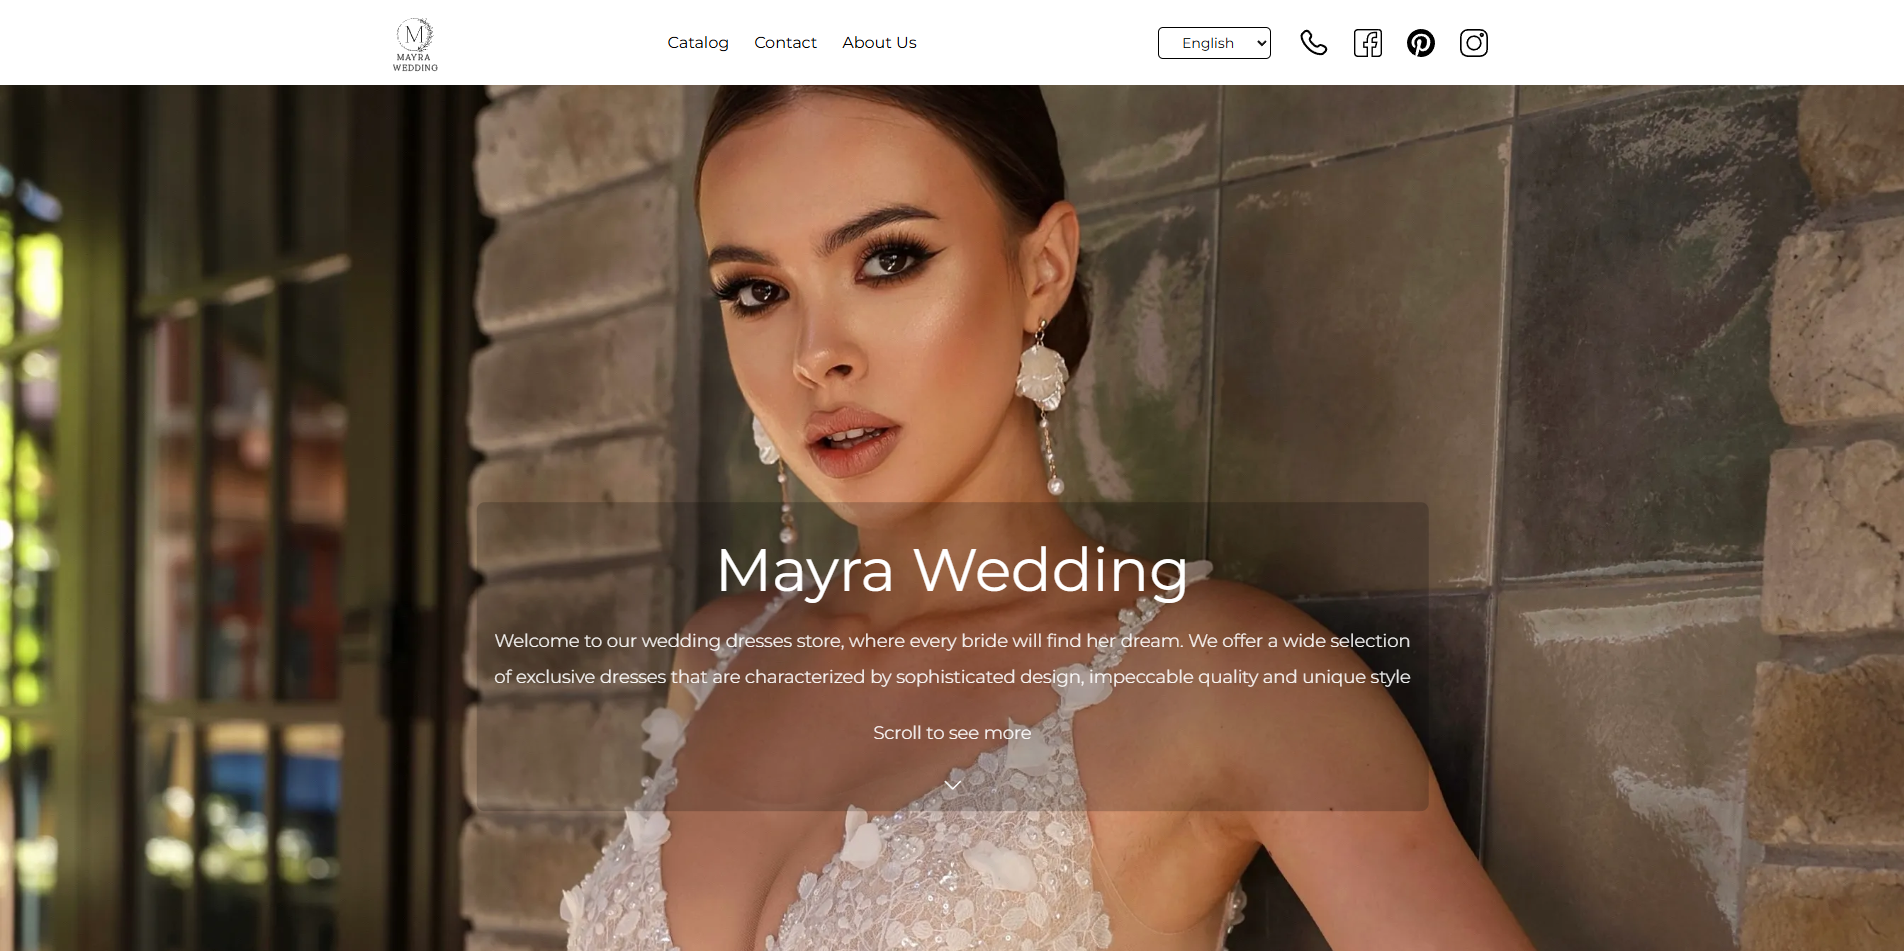 M
MAYRA
WEDDING
Catalog
Contact
About Us
English
Mayra Wedding
Welcome to our wedding dresses store, where every bride will find her dream. We offer a wide selection
of exclusive dresses that are characterized by sophisticated design, impeccable quality and unique style
Scroll to see more